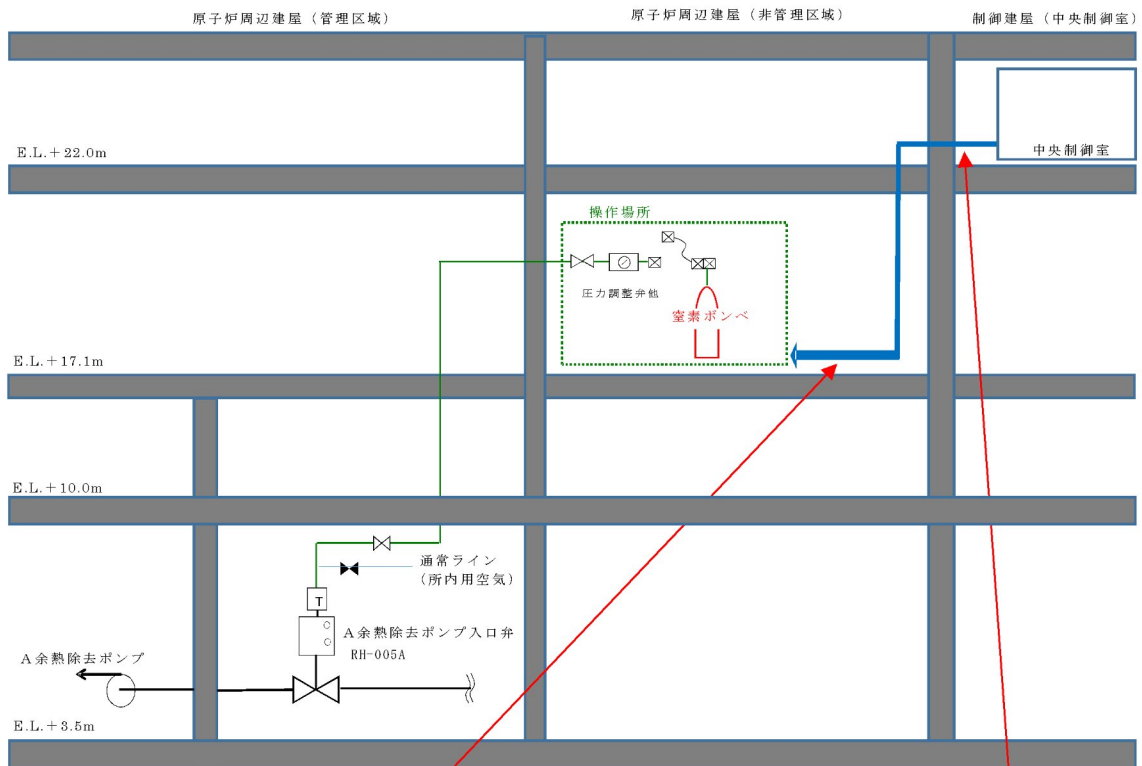 原子炉周辺建屋（管理区域）
原子炉周辺建屋（非管理区域）
制御建屋（中央制御室）
E.L.＋22.0m
中央制御室
操作場所
圧力調整弁他
窒素ボンベ
E.L.＋17.1m
E.L.＋10.0m
通常ライン
（所内用空気）
T
A余熱除去ポンプ入口弁
RH-005A
A余熱除去ポンプ
E.L.＋3.5m